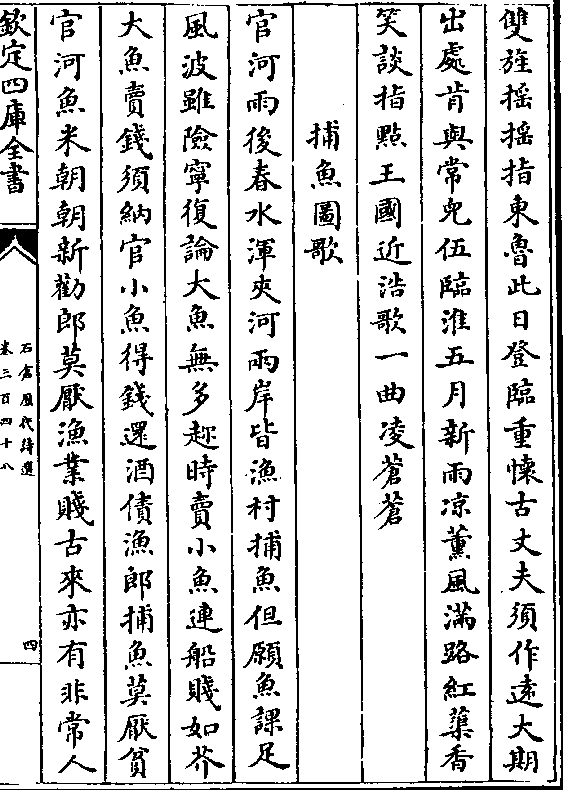 雙旌摇摇指東魯此日登臨重懷古丈夫須作遠大期
出處肯與常兒伍臨淮五月新雨凉薰風滿路紅蕖香
笑談指點王國近浩歌一曲凌蒼蒼
捕魚圖歌
官河雨後春水渾夾河兩岸皆漁村捕魚但願魚課足
風波雖險寧復論大魚無多趂時賣小魚連船賤如芥
大魚賣錢須納官小魚得錢還酒債漁郎捕魚莫厭貧
官河魚米朝朝新勸郎莫厭漁業賤古來亦有非常人
欽定四庫全書
石倉歷代詩選
卷三百四十八
四